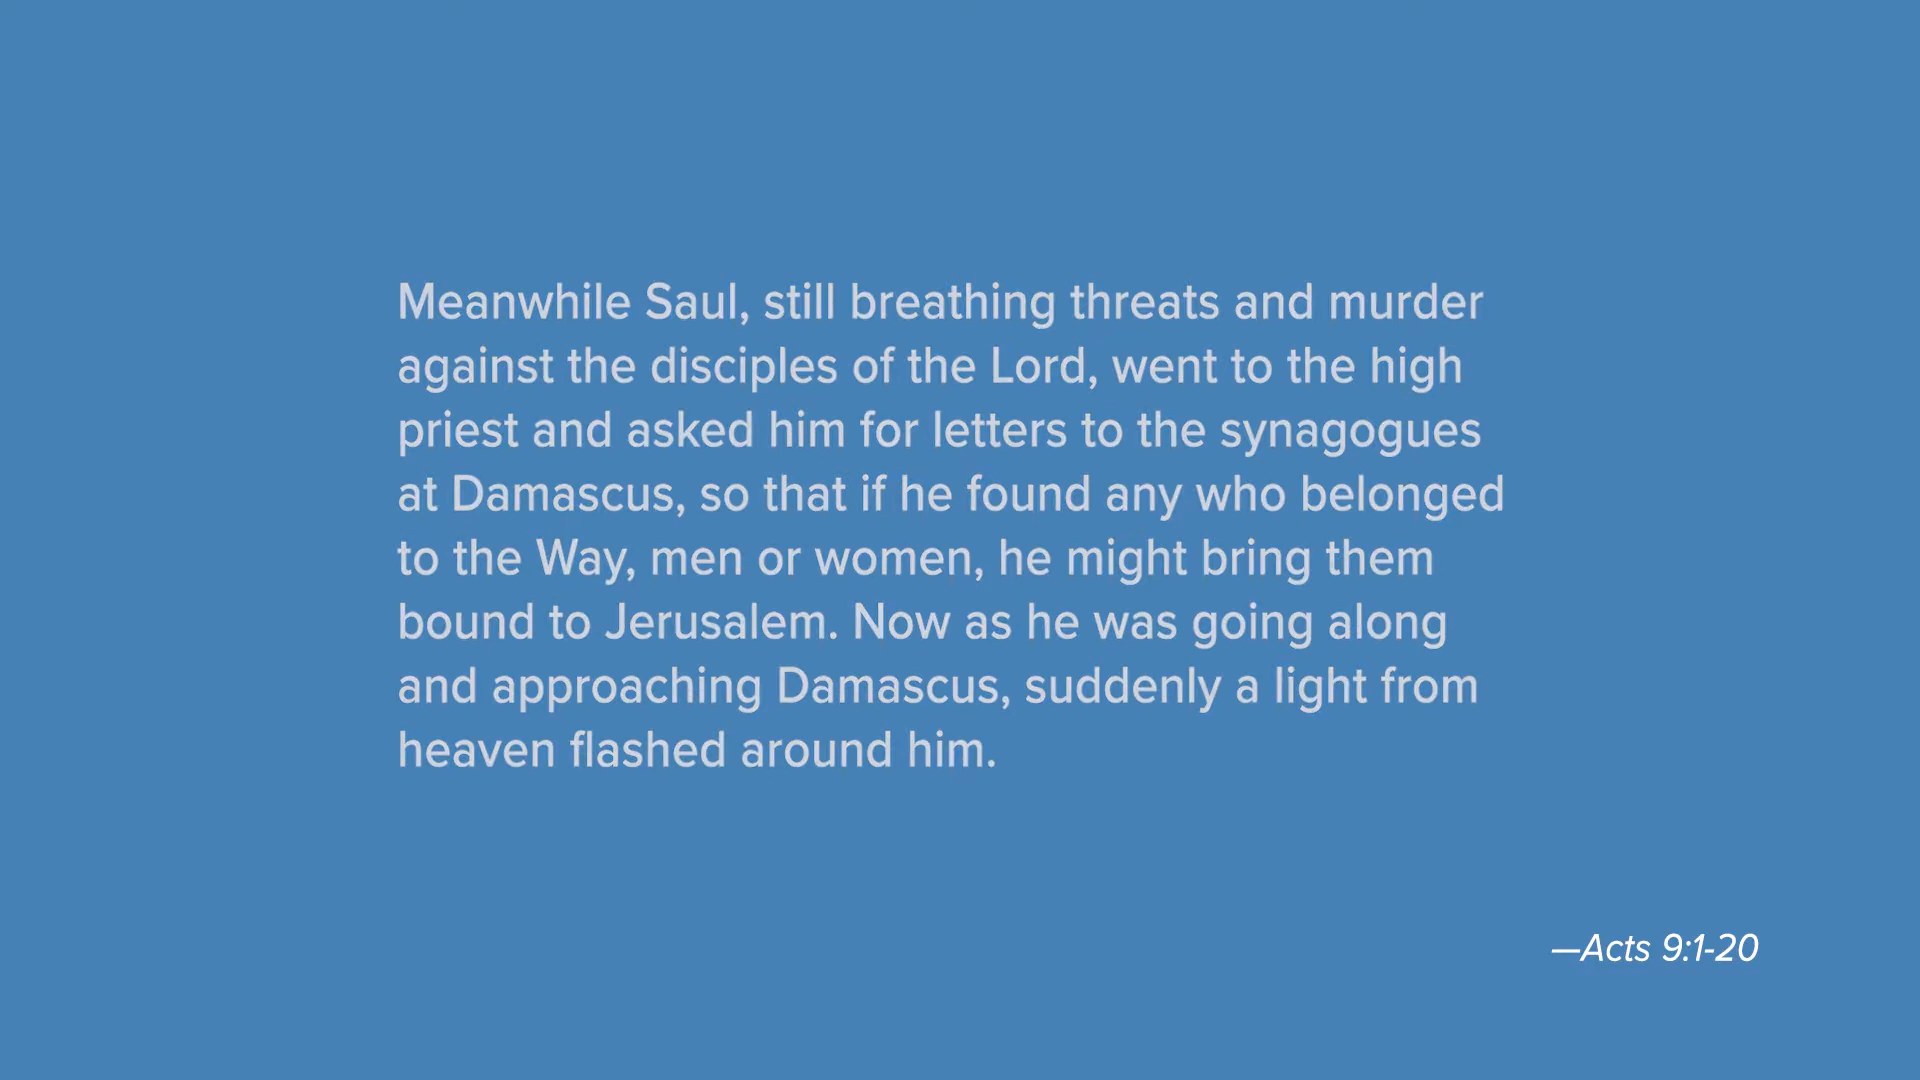 Meanwhile Saul, still breathing threats and murder
against the disciples of the Lord, went to the high
priest and asked him for letters to the synagogues
at Damascus, so that if he found any who belonged
to the Way, men or women, he might bring them
bound to Jerusalem. Now as he was going along
and approaching Damascus, suddenly a light from
heaven flashed around him.
—Acts 9:1-20